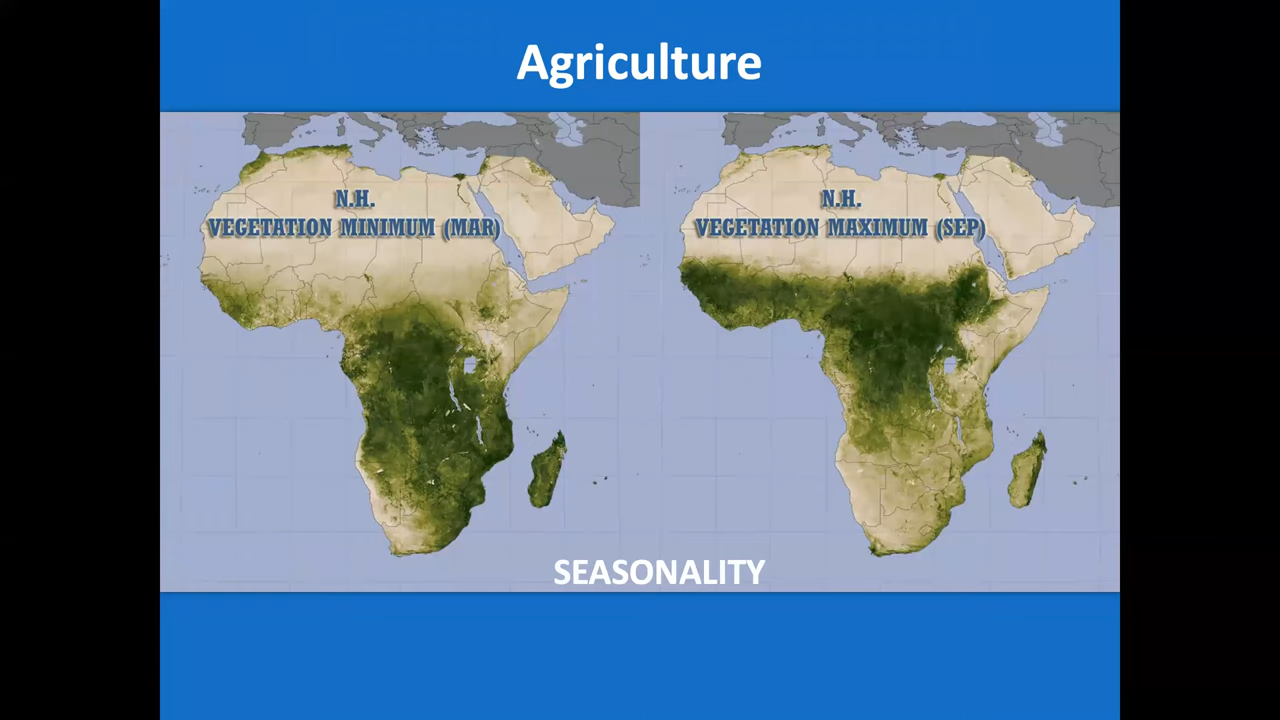 Agriculture
N.H.
VEGETATION MINIMUM (MAR)
N.H.
VEGETATION MAXIMUM (SEP)
SEASONALITY